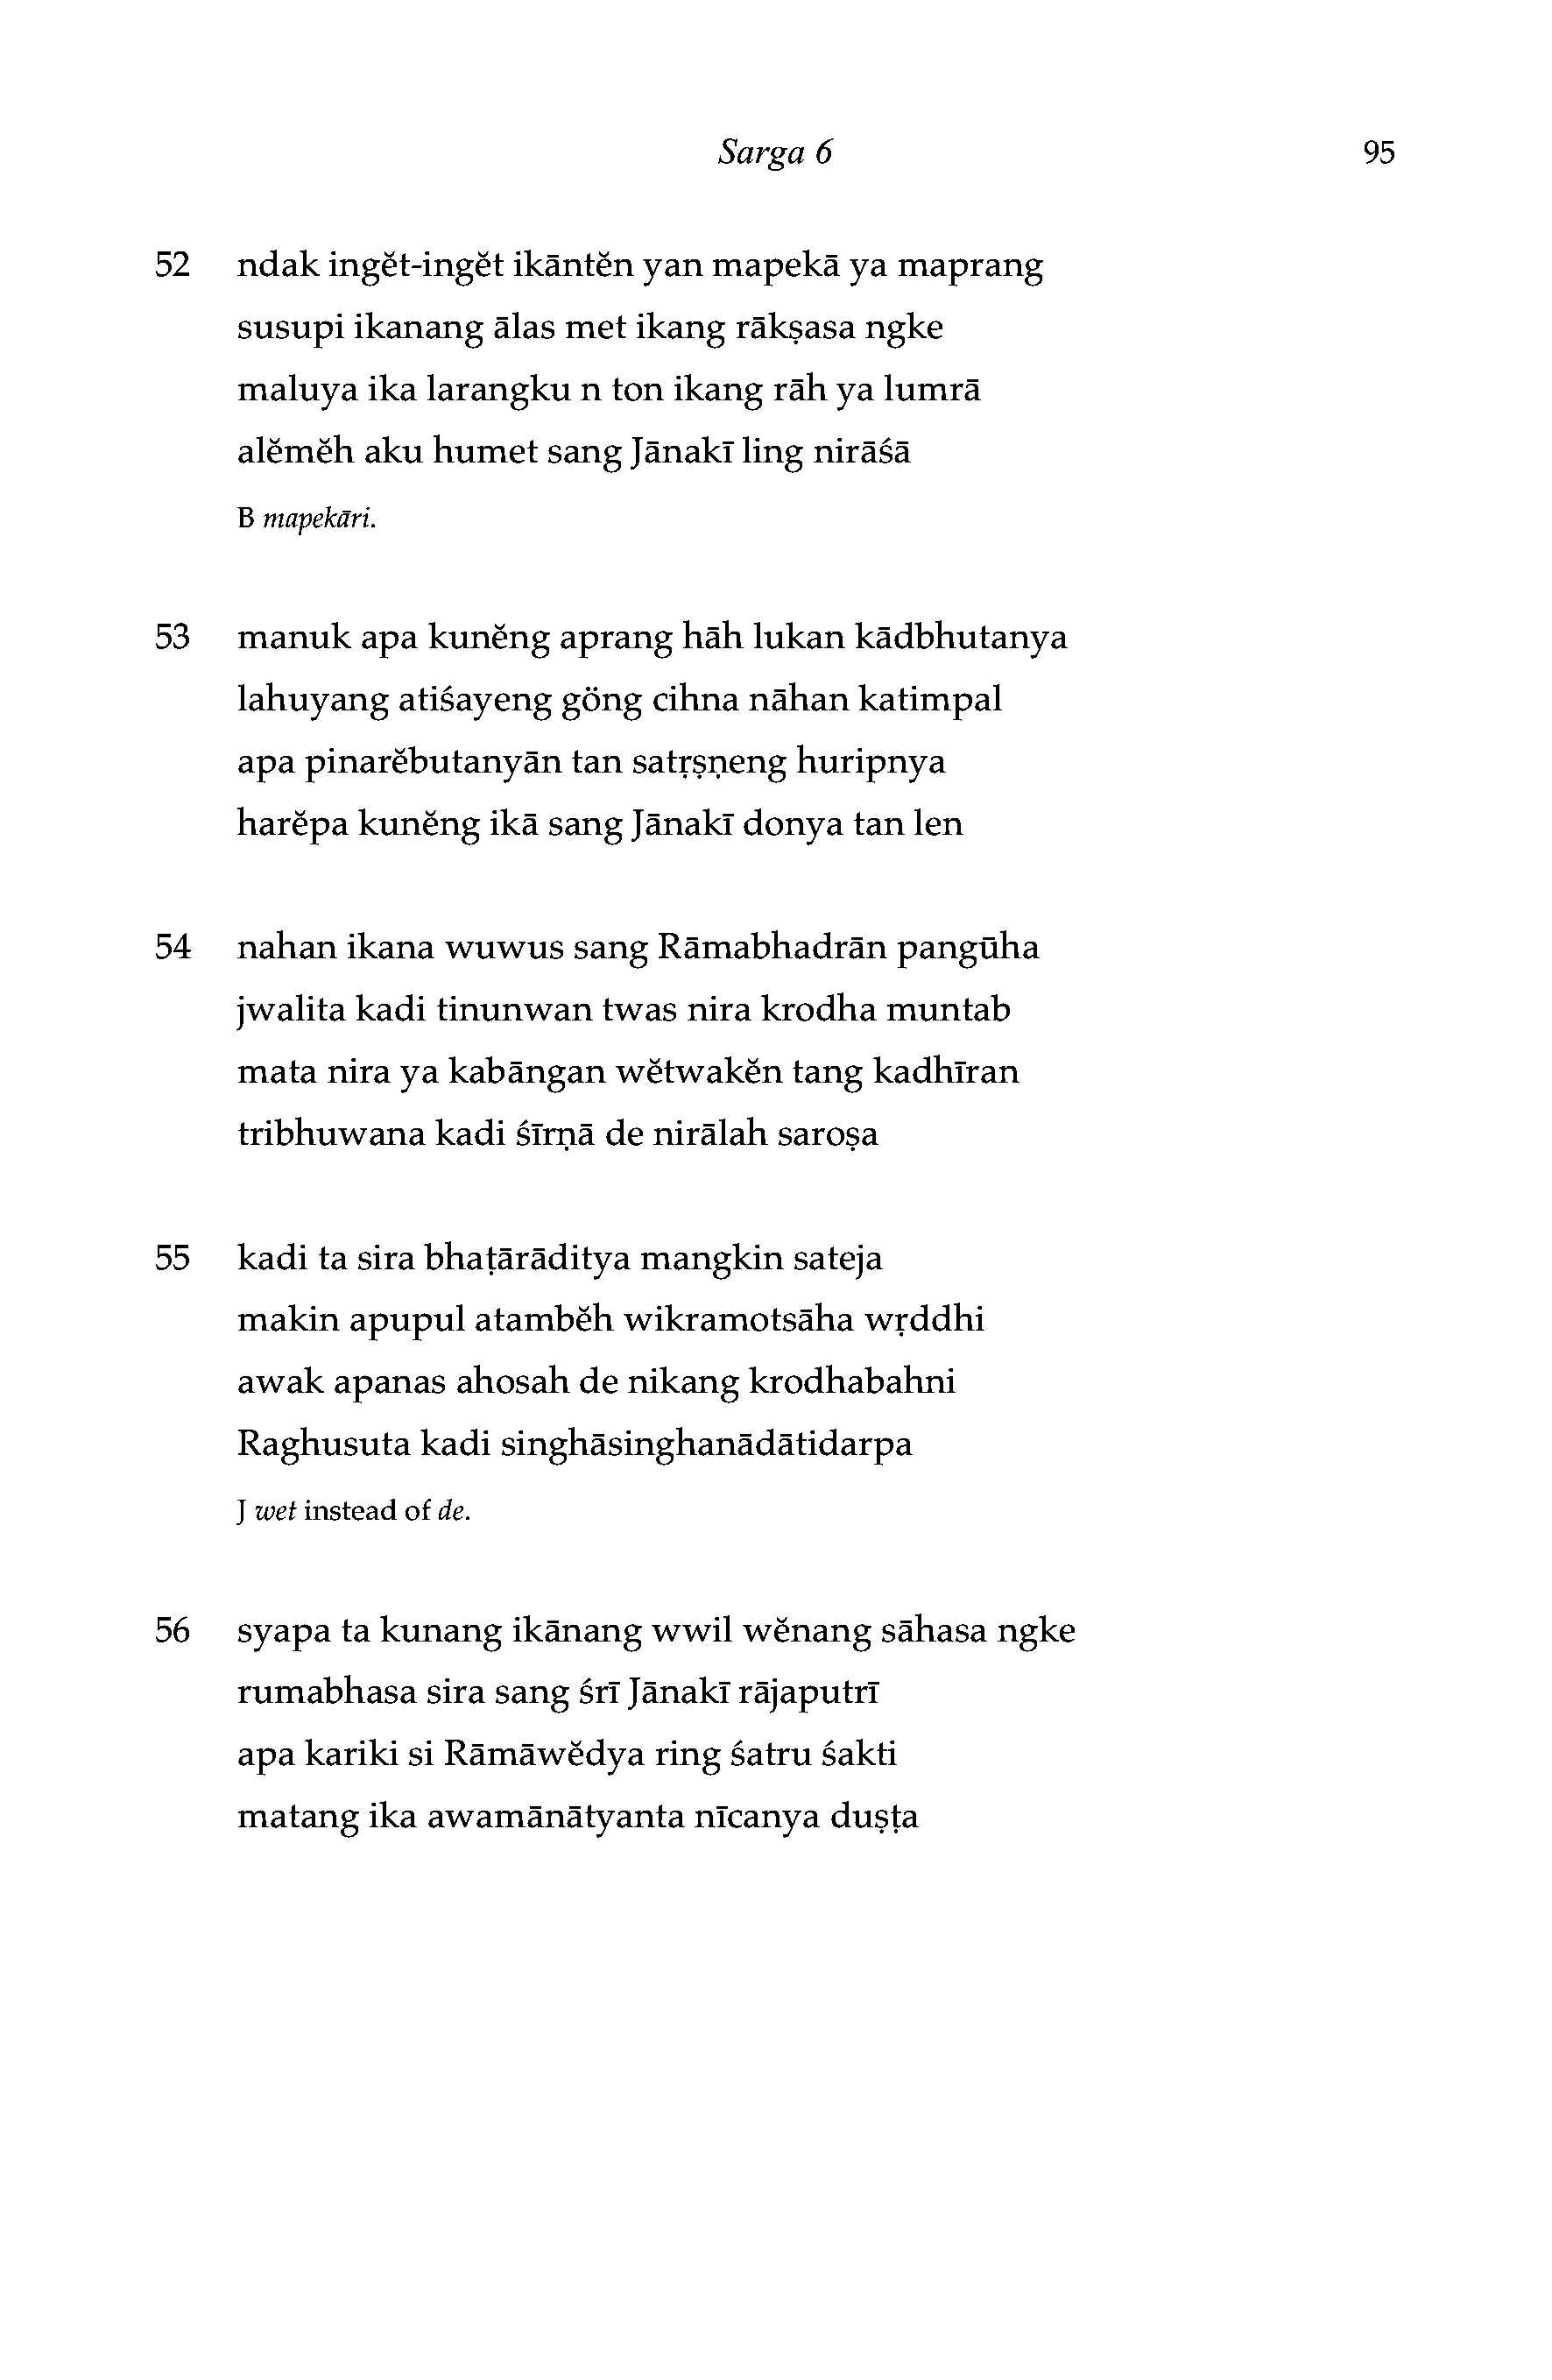 Sarga 6 95
52 ndak ingĕt-ingĕt ikāntĕn yan mapekā ya maprang
susupi ikanang ālas met ikang rākṣasa ngke
maluya ika larangku n ton ikang rāh ya lumrā
alĕmĕh aku humet sang Jānakī ling nirāśā
B mapekāri.
53 manuk apa kunĕng aprang hāh lukan kādbhutanya
lahuyang atiśayeng göng cihna nāhan katimpal
apa pinarĕbutanyān tan satṛṣṇeng huripnya
harĕpa kunĕng ikā sang Jānakī donya tan len
54 nahan ikana wuwus sang Rāmabhadrān pangūha
jwalita kadi tinunwan twas nira krodha muntab
mata nira ya kabāngan wĕtwakĕn tang kadhīran
tribhuwana kadi śīrṇā de nirālah saroṣa
55 kadi ta sira bhaṭārāditya mangkin sateja
makin apupul atambĕh wikramotsāha wṛddhi
awak apanas ahosah de nikang krodhabahni
Raghusuta kadi singhāsinghanādātidarpa
J wet instead of de.
56 syapa ta kunang ikānang wwil wĕnang sāhasa ngke
rumabhasa sira sang śrī Jānakī rājaputrī
apa kariki si Rāmāwĕdya ring śatru śakti
matang ika awamānātyanta nīcanya duṣṭa